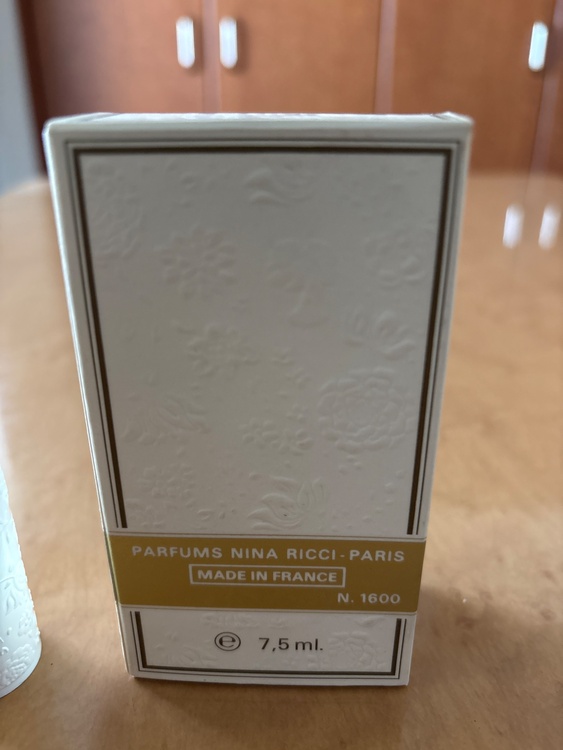 PARFUMS NINA RICCI - PARIS
MADE IN FRANCE
N. 1600
℮ 7,5 ml.